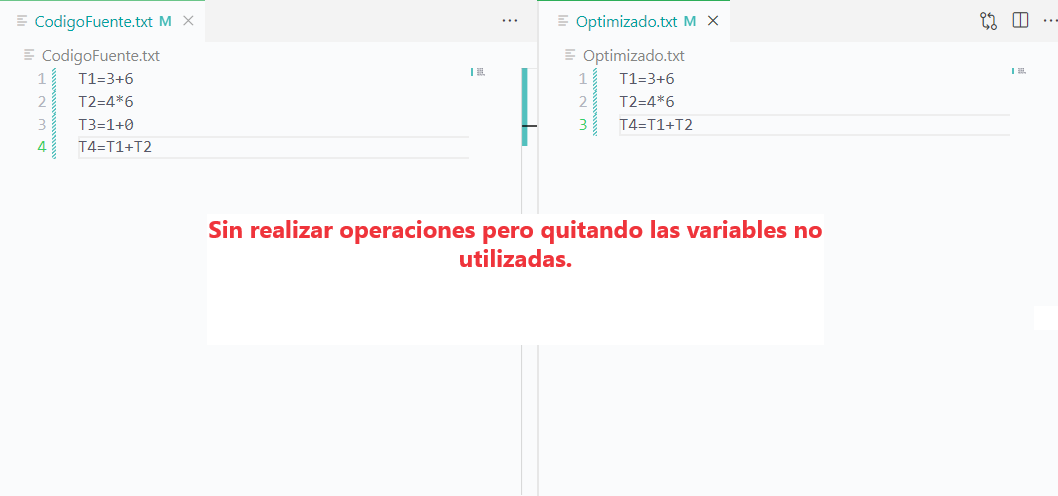 CodigoFuente.txt M
CodigoFuente.txt
1 T1=3+6
2 T2=4*6
3 T3=1+0
4 T4=T1+T2
Optimizado.txt M
Optimizado.txt
1 T1=3+6
2 T2=4*6
3 T4=T1+T2
Sin realizar operaciones pero quitando las variables no
utilizadas.